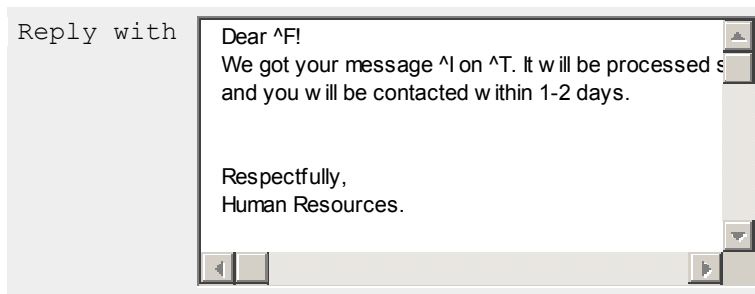 Reply with
Dear ^F!
We got your message ^I on ^T. It will be processed
and you will be contacted within 1-2 days.
Respectfully,
Human Resources.